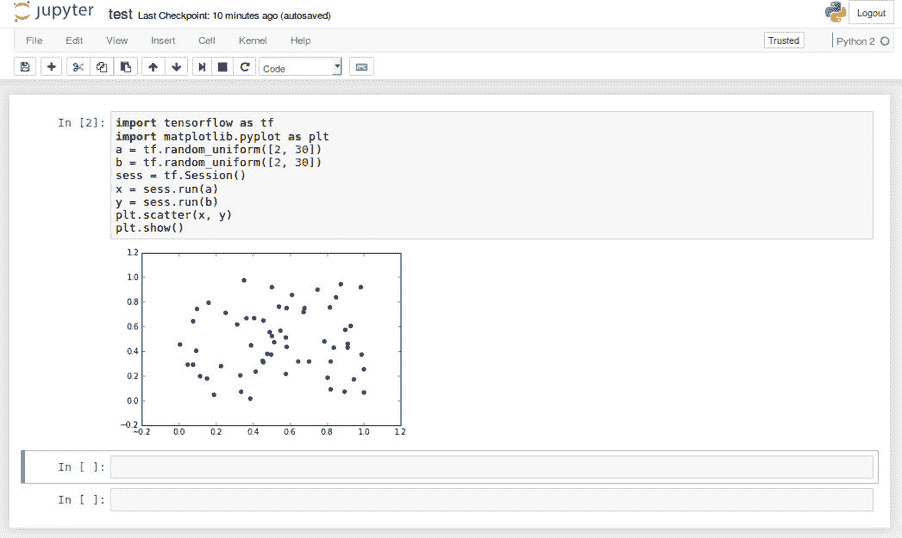 jupyter test Last Checkpoint: 10 minutes ago (autosaved)
Logout
File Edit View Insert Cell Kernel Help
Trusted
Python 2
Code
In [2]:
import tensorflow as tf
import matplotlib.pyplot as plt
a = tf.random_uniform([2, 30])
b = tf.random_uniform([2, 30])
sess = tf.Session()
x = sess.run(a)
y = sess.run(b)
plt.scatter(x, y)
plt.show()
1.2
1.0
0.8
0.6
0.4
0.2
0.0
−0.2
−0.2 0.0 0.2 0.4 0.6 0.8 1.0 1.2
In [ ]:
In [ ]: